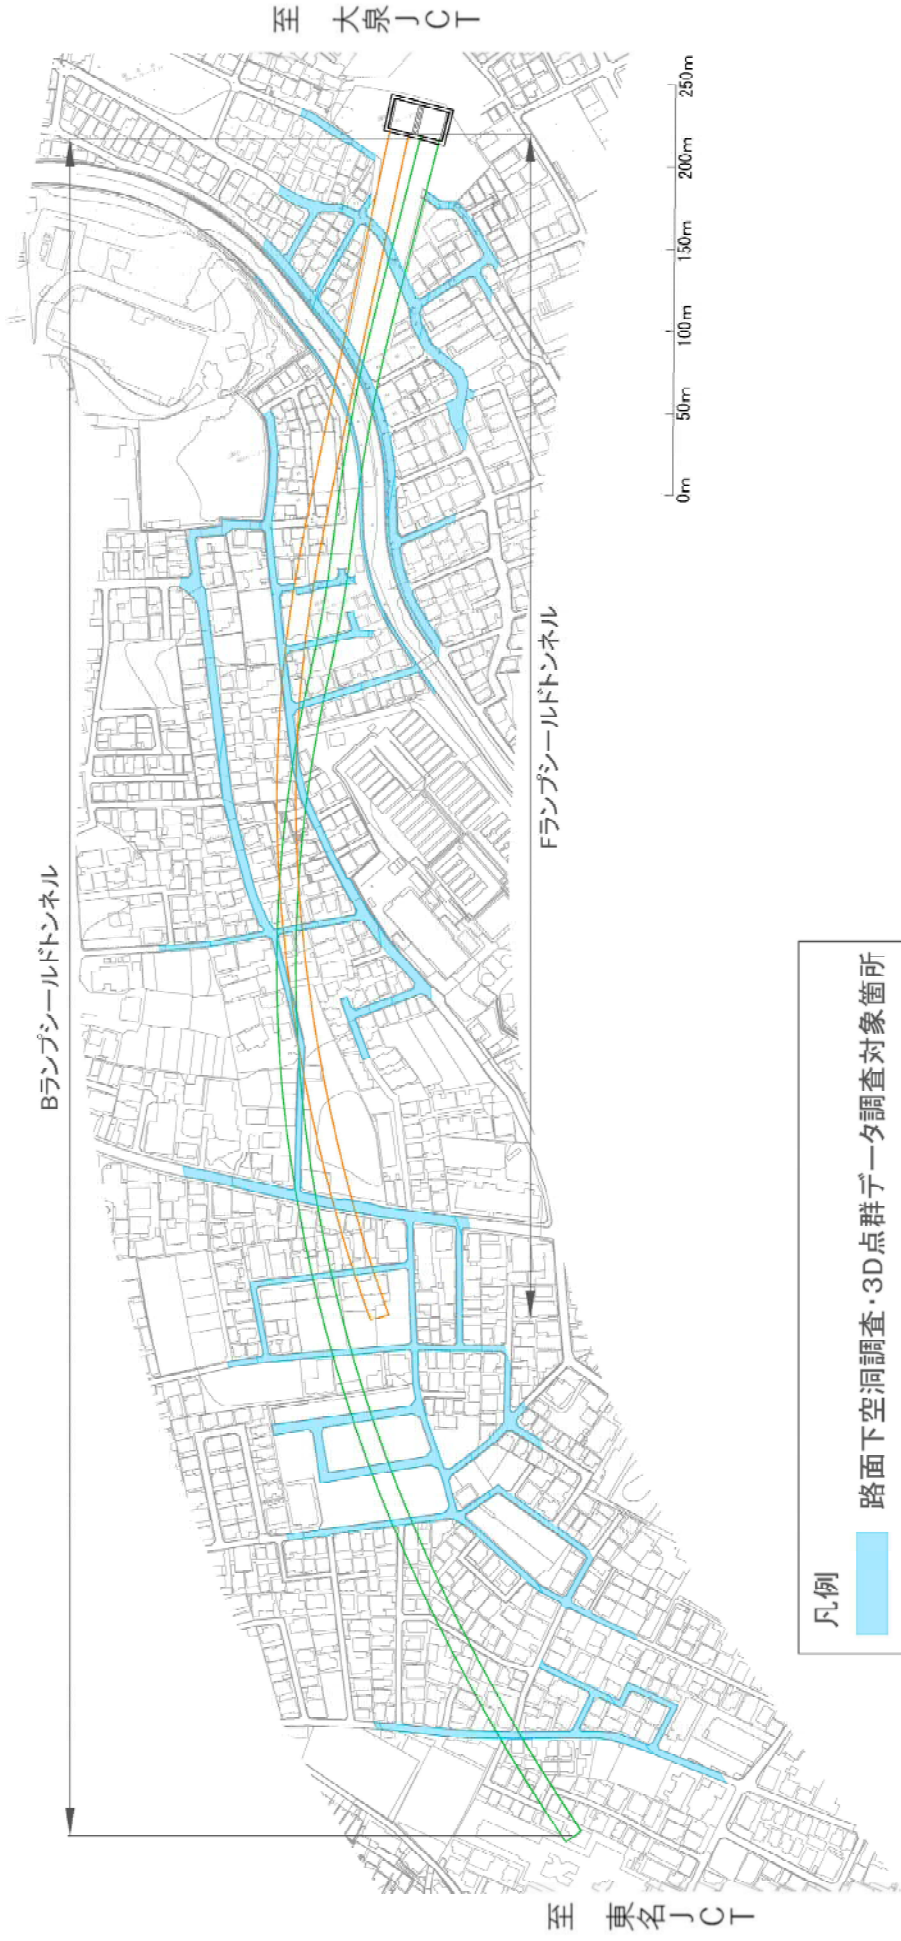 至 大泉JCT
Bランプシールドトンネル
Fランプシールドトンネル
0m 50m 100m 150m 200m 250m
至 東名JCT
凡例
路面下空洞調査・3D点群データ調査対象箇所